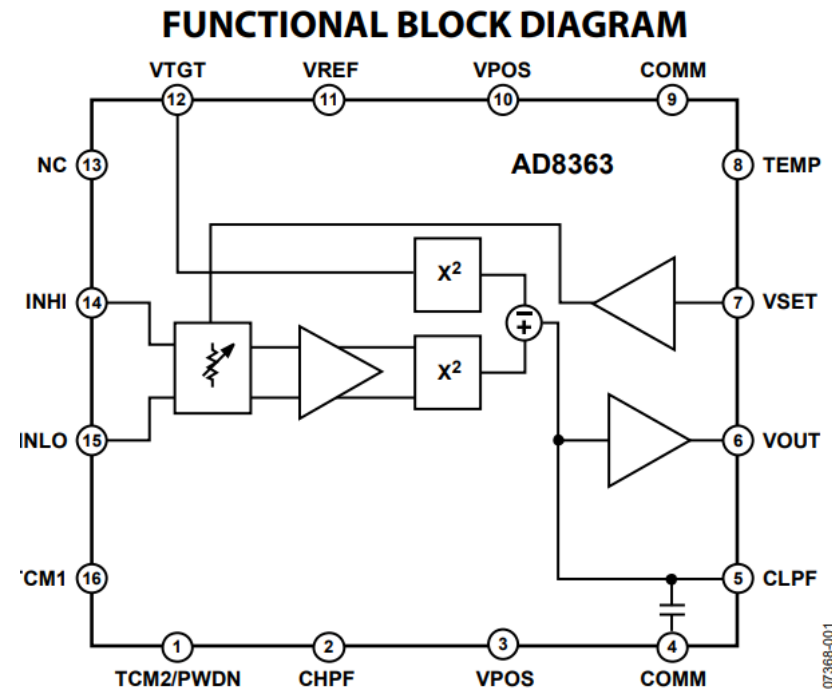 FUNCTIONAL BLOCK DIAGRAM
VTGT VREF VPOS COMM
12 11 10 9
NC 13 AD8363 8 TEMP
X2
INHI 14 7 VSET
− +
X2
INLO 15 6 VOUT
TCM1 16 5 CLPF
1 2 3 4
TCM2/PWDN CHPF VPOS COMM
07368-001